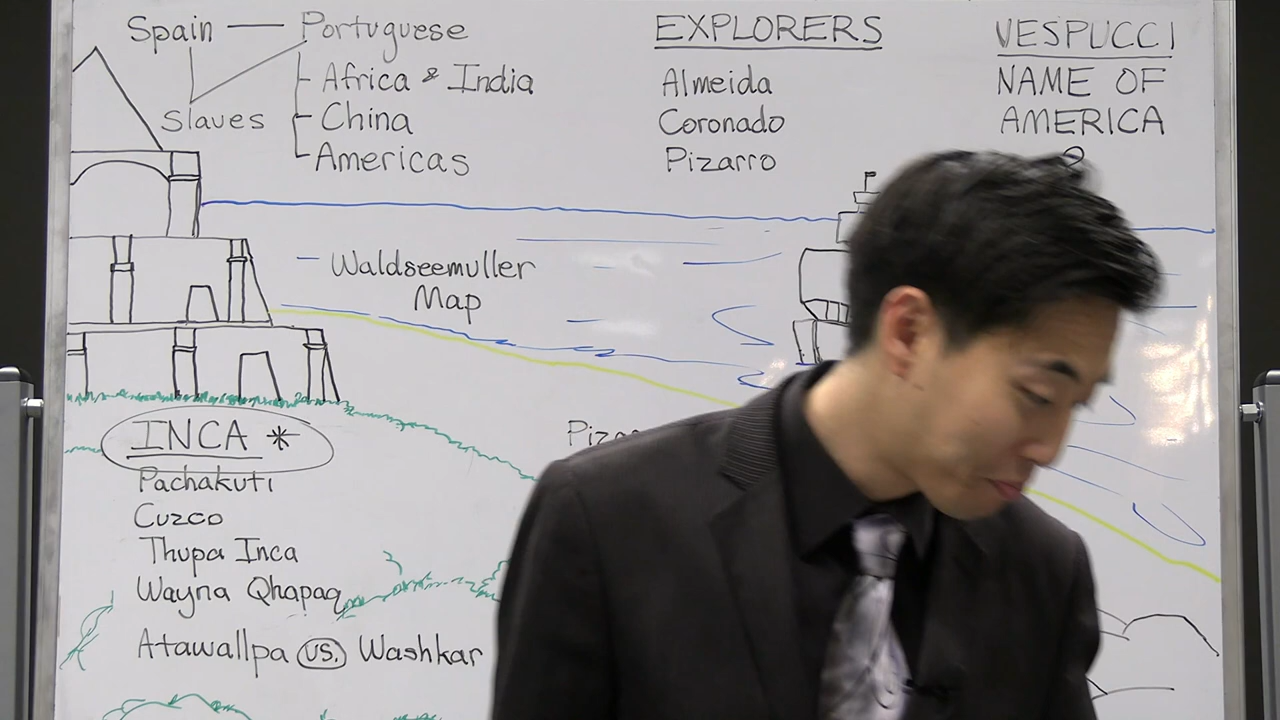 Spain — Portuguese
Slaves
Africa & India
China
Americas
EXPLORERS
Almeida
Coronado
Pizarro
VESPUCCI
NAME OF
AMERICA
?
– Waldseemuller
Map
INCA *
Pachakuti
Cuzco
Thupa Inca
Wayna Qhapaq
Atawallpa VS. Washkar